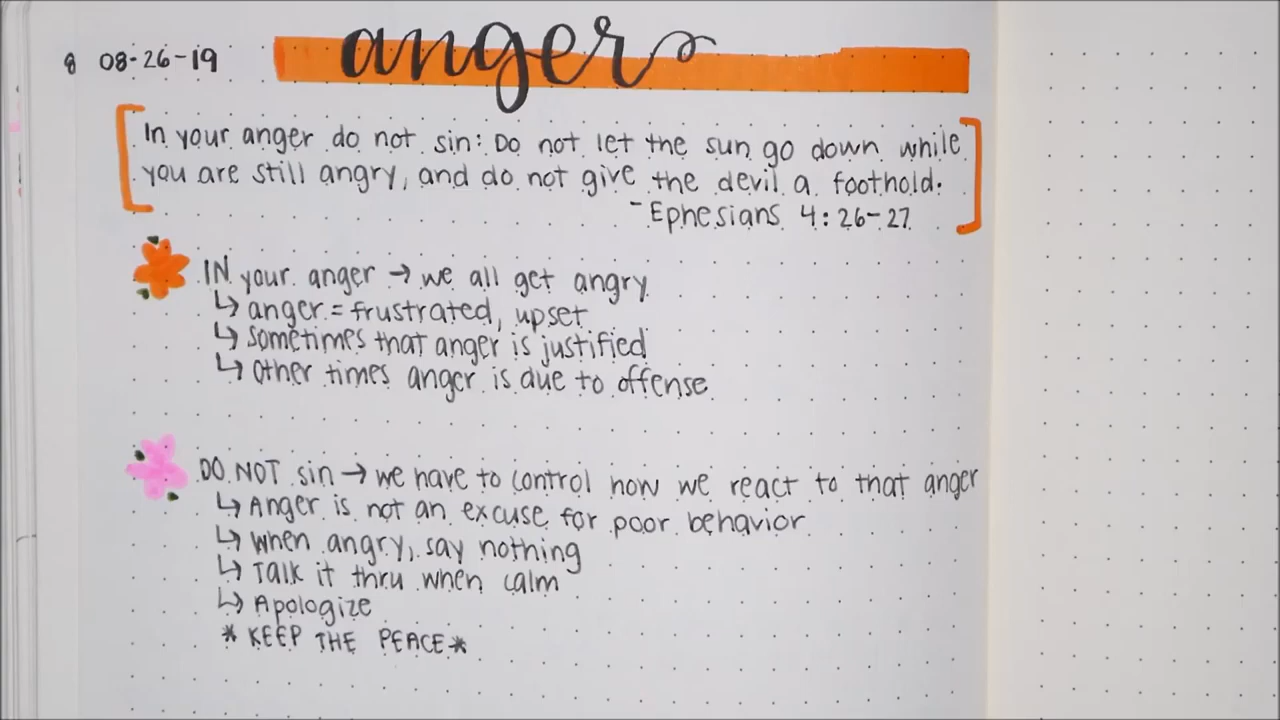 8 08-26-19 anger
In your anger do not sin: Do not let the sun go down while
you are still angry, and do not give the devil a foothold.
- Ephesians 4:26-27
IN your anger → we all get angry
↳ anger = frustrated, upset
↳ sometimes that anger is justified
↳ other times anger is due to offense
DO NOT sin → we have to control how we react to that anger
↳ Anger is not an excuse for poor behavior
↳ when angry, say nothing
↳ Talk it thru when calm
↳ Apologize
* KEEP THE PEACE *